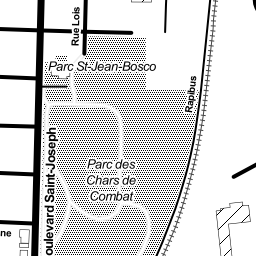 Rue Lois
Parc St-Jean-Bosco
Rapibus
Parc des
Chars de
Combat
oulevard Saint-Joseph
ne